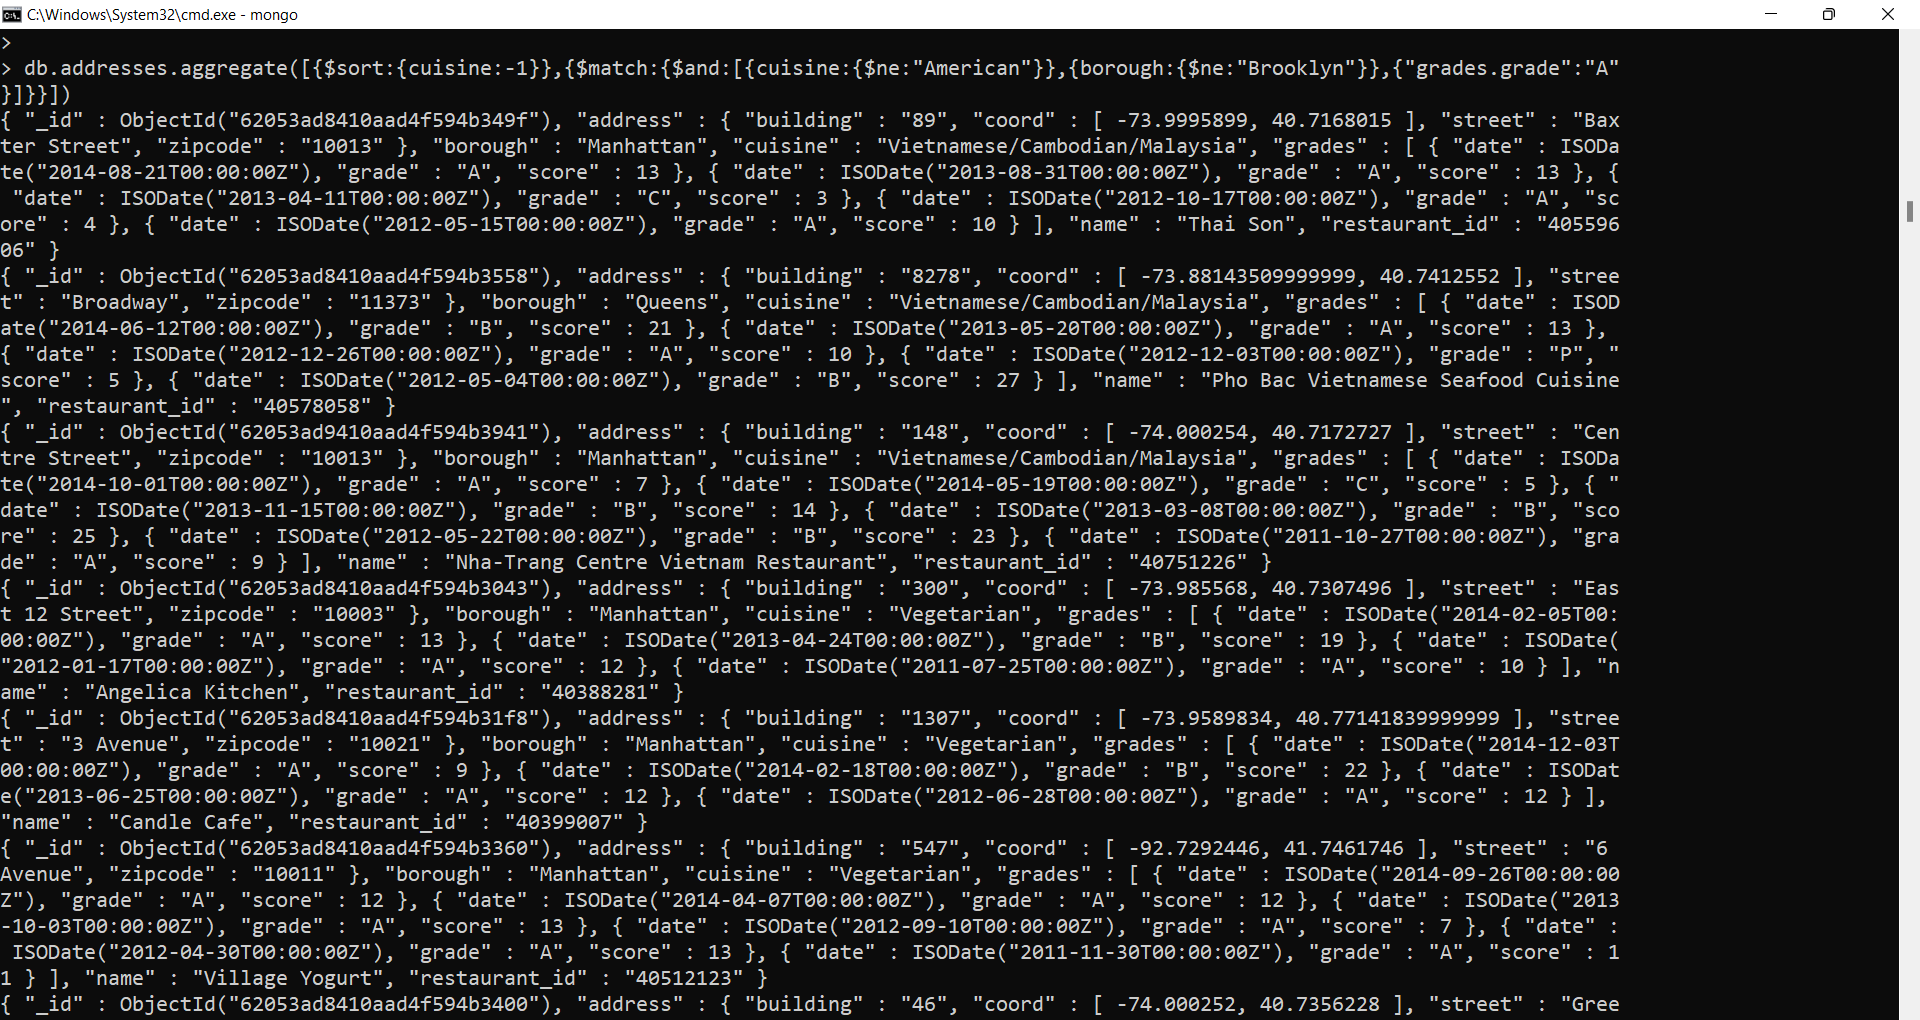 C:\Windows\System32\cmd.exe - mongo
>
> db.addresses.aggregate([{$sort:{cuisine:-1}},{$match:{$and:[{cuisine:{$ne:"American"}},{borough:{$ne:"Brooklyn"}},{"grades.grade":"A"
}]}}])
{ "_id" : ObjectId("62053ad8410aad4f594b349f"), "address" : { "building" : "89", "coord" : [ -73.9995899, 40.7168015 ], "street" : "Bax
ter Street", "zipcode" : "10013" }, "borough" : "Manhattan", "cuisine" : "Vietnamese/Cambodian/Malaysia", "grades" : [ { "date" : ISODa
te("2014-08-21T00:00:00Z"), "grade" : "A", "score" : 13 }, { "date" : ISODate("2013-08-31T00:00:00Z"), "grade" : "A", "score" : 13 }, {
 "date" : ISODate("2013-04-11T00:00:00Z"), "grade" : "C", "score" : 3 }, { "date" : ISODate("2012-10-17T00:00:00Z"), "grade" : "A", "sc
ore" : 4 }, { "date" : ISODate("2012-05-15T00:00:00Z"), "grade" : "A", "score" : 10 } ], "name" : "Thai Son", "restaurant_id" : "405596
06" }
{ "_id" : ObjectId("62053ad8410aad4f594b3558"), "address" : { "building" : "8278", "coord" : [ -73.88143509999999, 40.7412552 ], "stree
t" : "Broadway", "zipcode" : "11373" }, "borough" : "Queens", "cuisine" : "Vietnamese/Cambodian/Malaysia", "grades" : [ { "date" : ISOD
ate("2014-06-12T00:00:00Z"), "grade" : "B", "score" : 21 }, { "date" : ISODate("2013-05-20T00:00:00Z"), "grade" : "A", "score" : 13 },
{ "date" : ISODate("2012-12-26T00:00:00Z"), "grade" : "A", "score" : 10 }, { "date" : ISODate("2012-12-03T00:00:00Z"), "grade" : "P", "
score" : 5 }, { "date" : ISODate("2012-05-04T00:00:00Z"), "grade" : "B", "score" : 27 } ], "name" : "Pho Bac Vietnamese Seafood Cuisine
", "restaurant_id" : "40578058" }
{ "_id" : ObjectId("62053ad9410aad4f594b3941"), "address" : { "building" : "148", "coord" : [ -74.000254, 40.7172727 ], "street" : "Cen
tre Street", "zipcode" : "10013" }, "borough" : "Manhattan", "cuisine" : "Vietnamese/Cambodian/Malaysia", "grades" : [ { "date" : ISODa
te("2014-10-01T00:00:00Z"), "grade" : "A", "score" : 7 }, { "date" : ISODate("2014-05-19T00:00:00Z"), "grade" : "C", "score" : 5 }, { "
date" : ISODate("2013-11-15T00:00:00Z"), "grade" : "B", "score" : 14 }, { "date" : ISODate("2013-03-08T00:00:00Z"), "grade" : "B", "sco
re" : 25 }, { "date" : ISODate("2012-05-22T00:00:00Z"), "grade" : "B", "score" : 23 }, { "date" : ISODate("2011-10-27T00:00:00Z"), "gra
de" : "A", "score" : 9 } ], "name" : "Nha-Trang Centre Vietnam Restaurant", "restaurant_id" : "40751226" }
{ "_id" : ObjectId("62053ad8410aad4f594b3043"), "address" : { "building" : "300", "coord" : [ -73.985568, 40.7307496 ], "street" : "Eas
t 12 Street", "zipcode" : "10003" }, "borough" : "Manhattan", "cuisine" : "Vegetarian", "grades" : [ { "date" : ISODate("2014-02-05T00:
00:00Z"), "grade" : "A", "score" : 13 }, { "date" : ISODate("2013-04-24T00:00:00Z"), "grade" : "B", "score" : 19 }, { "date" : ISODate(
"2012-01-17T00:00:00Z"), "grade" : "A", "score" : 12 }, { "date" : ISODate("2011-07-25T00:00:00Z"), "grade" : "A", "score" : 10 } ], "n
ame" : "Angelica Kitchen", "restaurant_id" : "40388281" }
{ "_id" : ObjectId("62053ad8410aad4f594b31f8"), "address" : { "building" : "1307", "coord" : [ -73.9589834, 40.77141839999999 ], "stree
t" : "3 Avenue", "zipcode" : "10021" }, "borough" : "Manhattan", "cuisine" : "Vegetarian", "grades" : [ { "date" : ISODate("2014-12-03T
00:00:00Z"), "grade" : "A", "score" : 9 }, { "date" : ISODate("2014-02-18T00:00:00Z"), "grade" : "B", "score" : 22 }, { "date" : ISODat
e("2013-06-25T00:00:00Z"), "grade" : "A", "score" : 12 }, { "date" : ISODate("2012-06-28T00:00:00Z"), "grade" : "A", "score" : 12 } ],
"name" : "Candle Cafe", "restaurant_id" : "40399007" }
{ "_id" : ObjectId("62053ad8410aad4f594b3360"), "address" : { "building" : "547", "coord" : [ -92.7292446, 41.7461746 ], "street" : "6
Avenue", "zipcode" : "10011" }, "borough" : "Manhattan", "cuisine" : "Vegetarian", "grades" : [ { "date" : ISODate("2014-09-26T00:00:00
Z"), "grade" : "A", "score" : 12 }, { "date" : ISODate("2014-04-07T00:00:00Z"), "grade" : "A", "score" : 12 }, { "date" : ISODate("2013
-10-03T00:00:00Z"), "grade" : "A", "score" : 13 }, { "date" : ISODate("2012-09-10T00:00:00Z"), "grade" : "A", "score" : 7 }, { "date" :
 ISODate("2012-04-30T00:00:00Z"), "grade" : "A", "score" : 13 }, { "date" : ISODate("2011-11-30T00:00:00Z"), "grade" : "A", "score" : 1
1 } ], "name" : "Village Yogurt", "restaurant_id" : "40512123" }
{ "_id" : ObjectId("62053ad8410aad4f594b3400"), "address" : { "building" : "46", "coord" : [ -74.000252, 40.7356228 ], "street" : "Gree